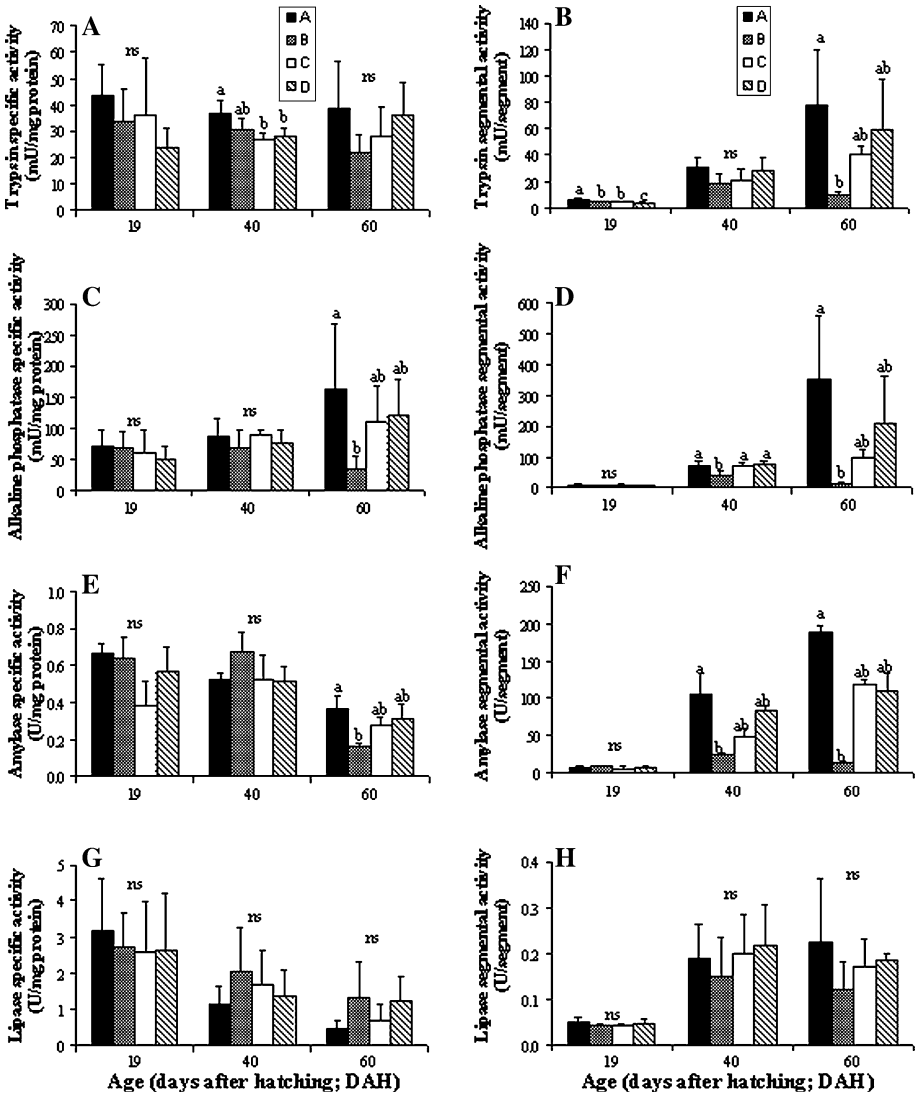 A
Trypsin specific activity
(mU/mg protein)
70
60
50
40
30
20
10
0
ns
a
ab
b
b
ns
A
B
C
D
19
40
60
B
Trypsin segmental activity
(mU/segment)
140
120
100
80
60
40
20
0
a
b
b
c
ns
a
b
ab
ab
A
B
C
D
19
40
60
C
Alkaline phosphatase specific activity
(mU/mg protein)
300
250
200
150
100
50
0
ns
ns
a
b
ab
ab
19
40
60
D
Alkaline phosphatase segmental activity
(mU/segment)
600
500
400
300
200
100
0
ns
a
b
a
a
a
b
ab
ab
19
40
60
E
Amylase specific activity
(U/mg protein)
1.0
0.8
0.6
0.4
0.2
0.0
ns
ns
a
b
ab
ab
19
40
60
F
Amylase segmental activity
(U/segment)
250
200
150
100
50
0
ns
a
b
ab
ab
a
b
ab
ab
19
40
60
G
Lipase specific activity
(U/mg protein)
5
4
3
2
1
0
ns
ns
ns
19
40
60
Age (days after hatching; DAH)
H
Lipase segmental activity
(U/segment)
0.4
0.3
0.2
0.1
0.0
ns
ns
ns
19
40
60
Age (days after hatching; DAH)